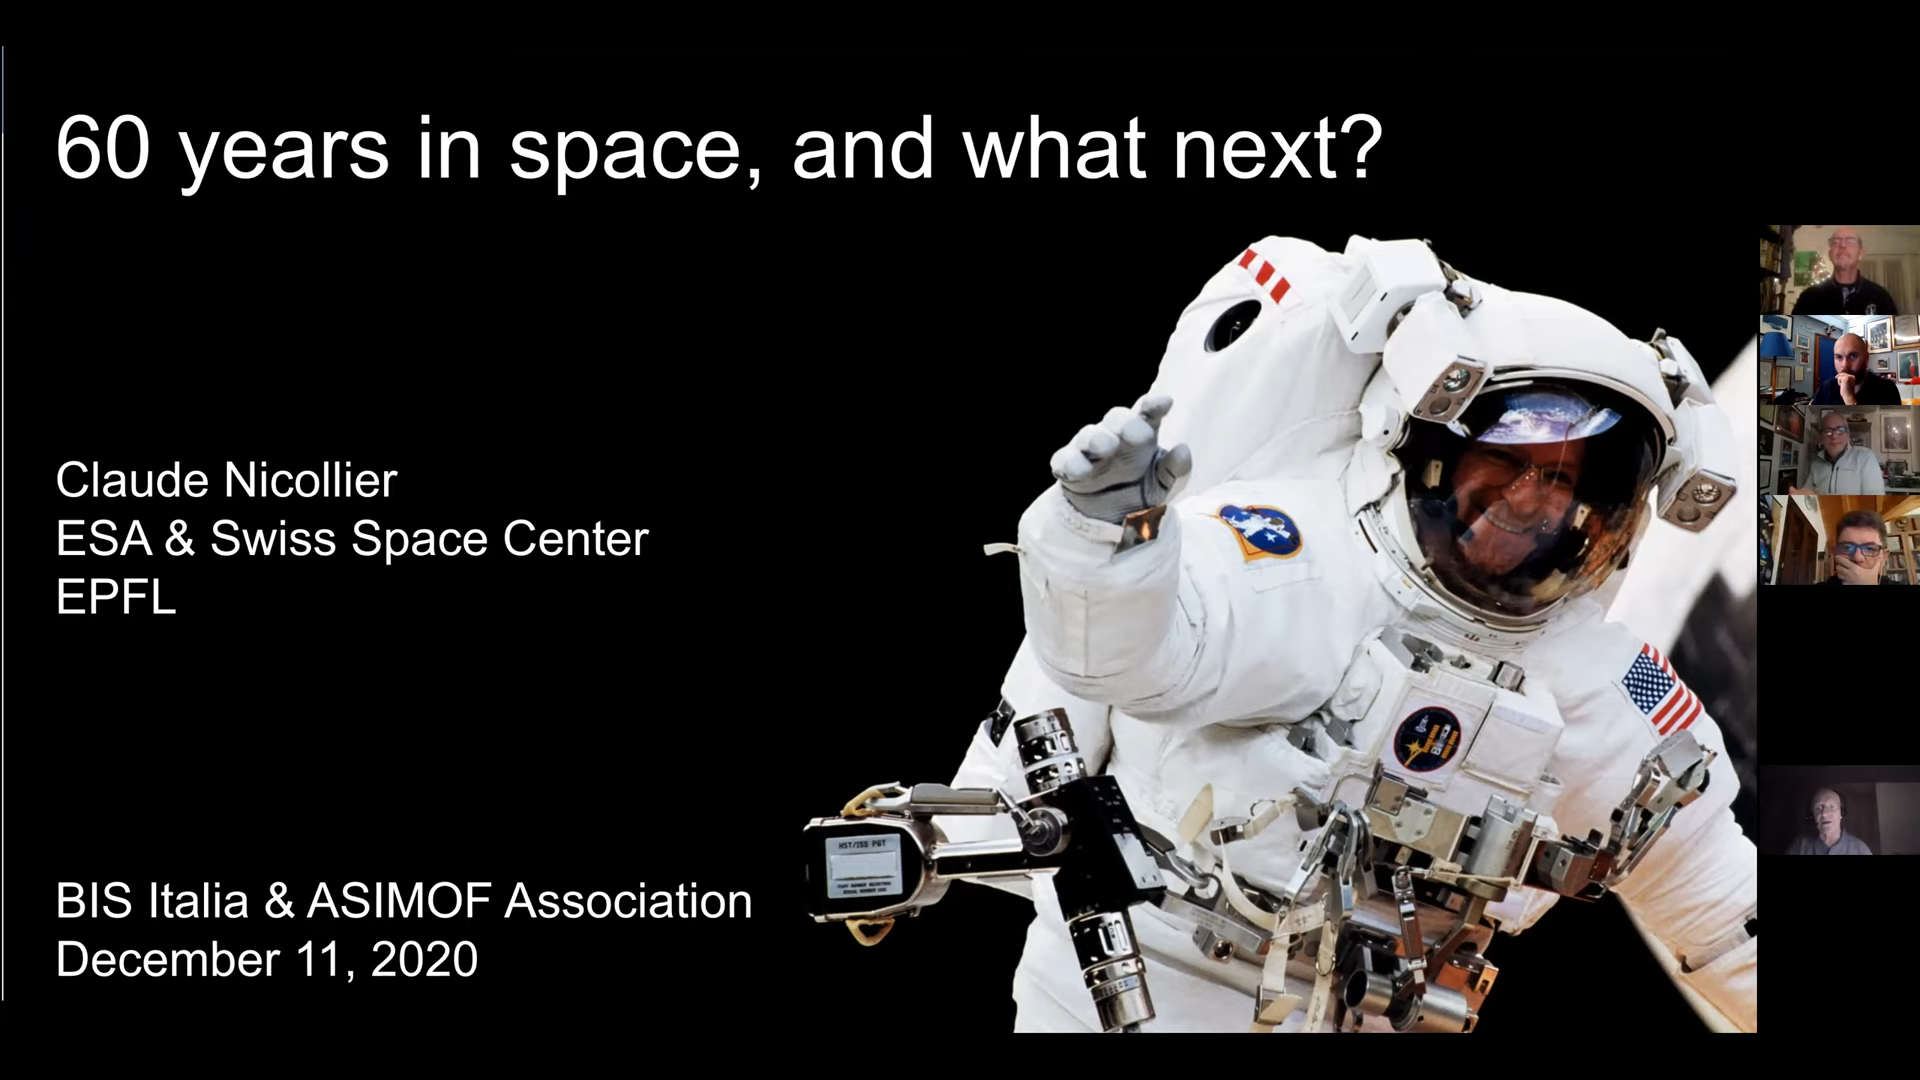 60 years in space, and what next?
Claude Nicollier
ESA & Swiss Space Center
EPFL
BIS Italia & ASIMOF Association
December 11, 2020
HST/ISS PGT